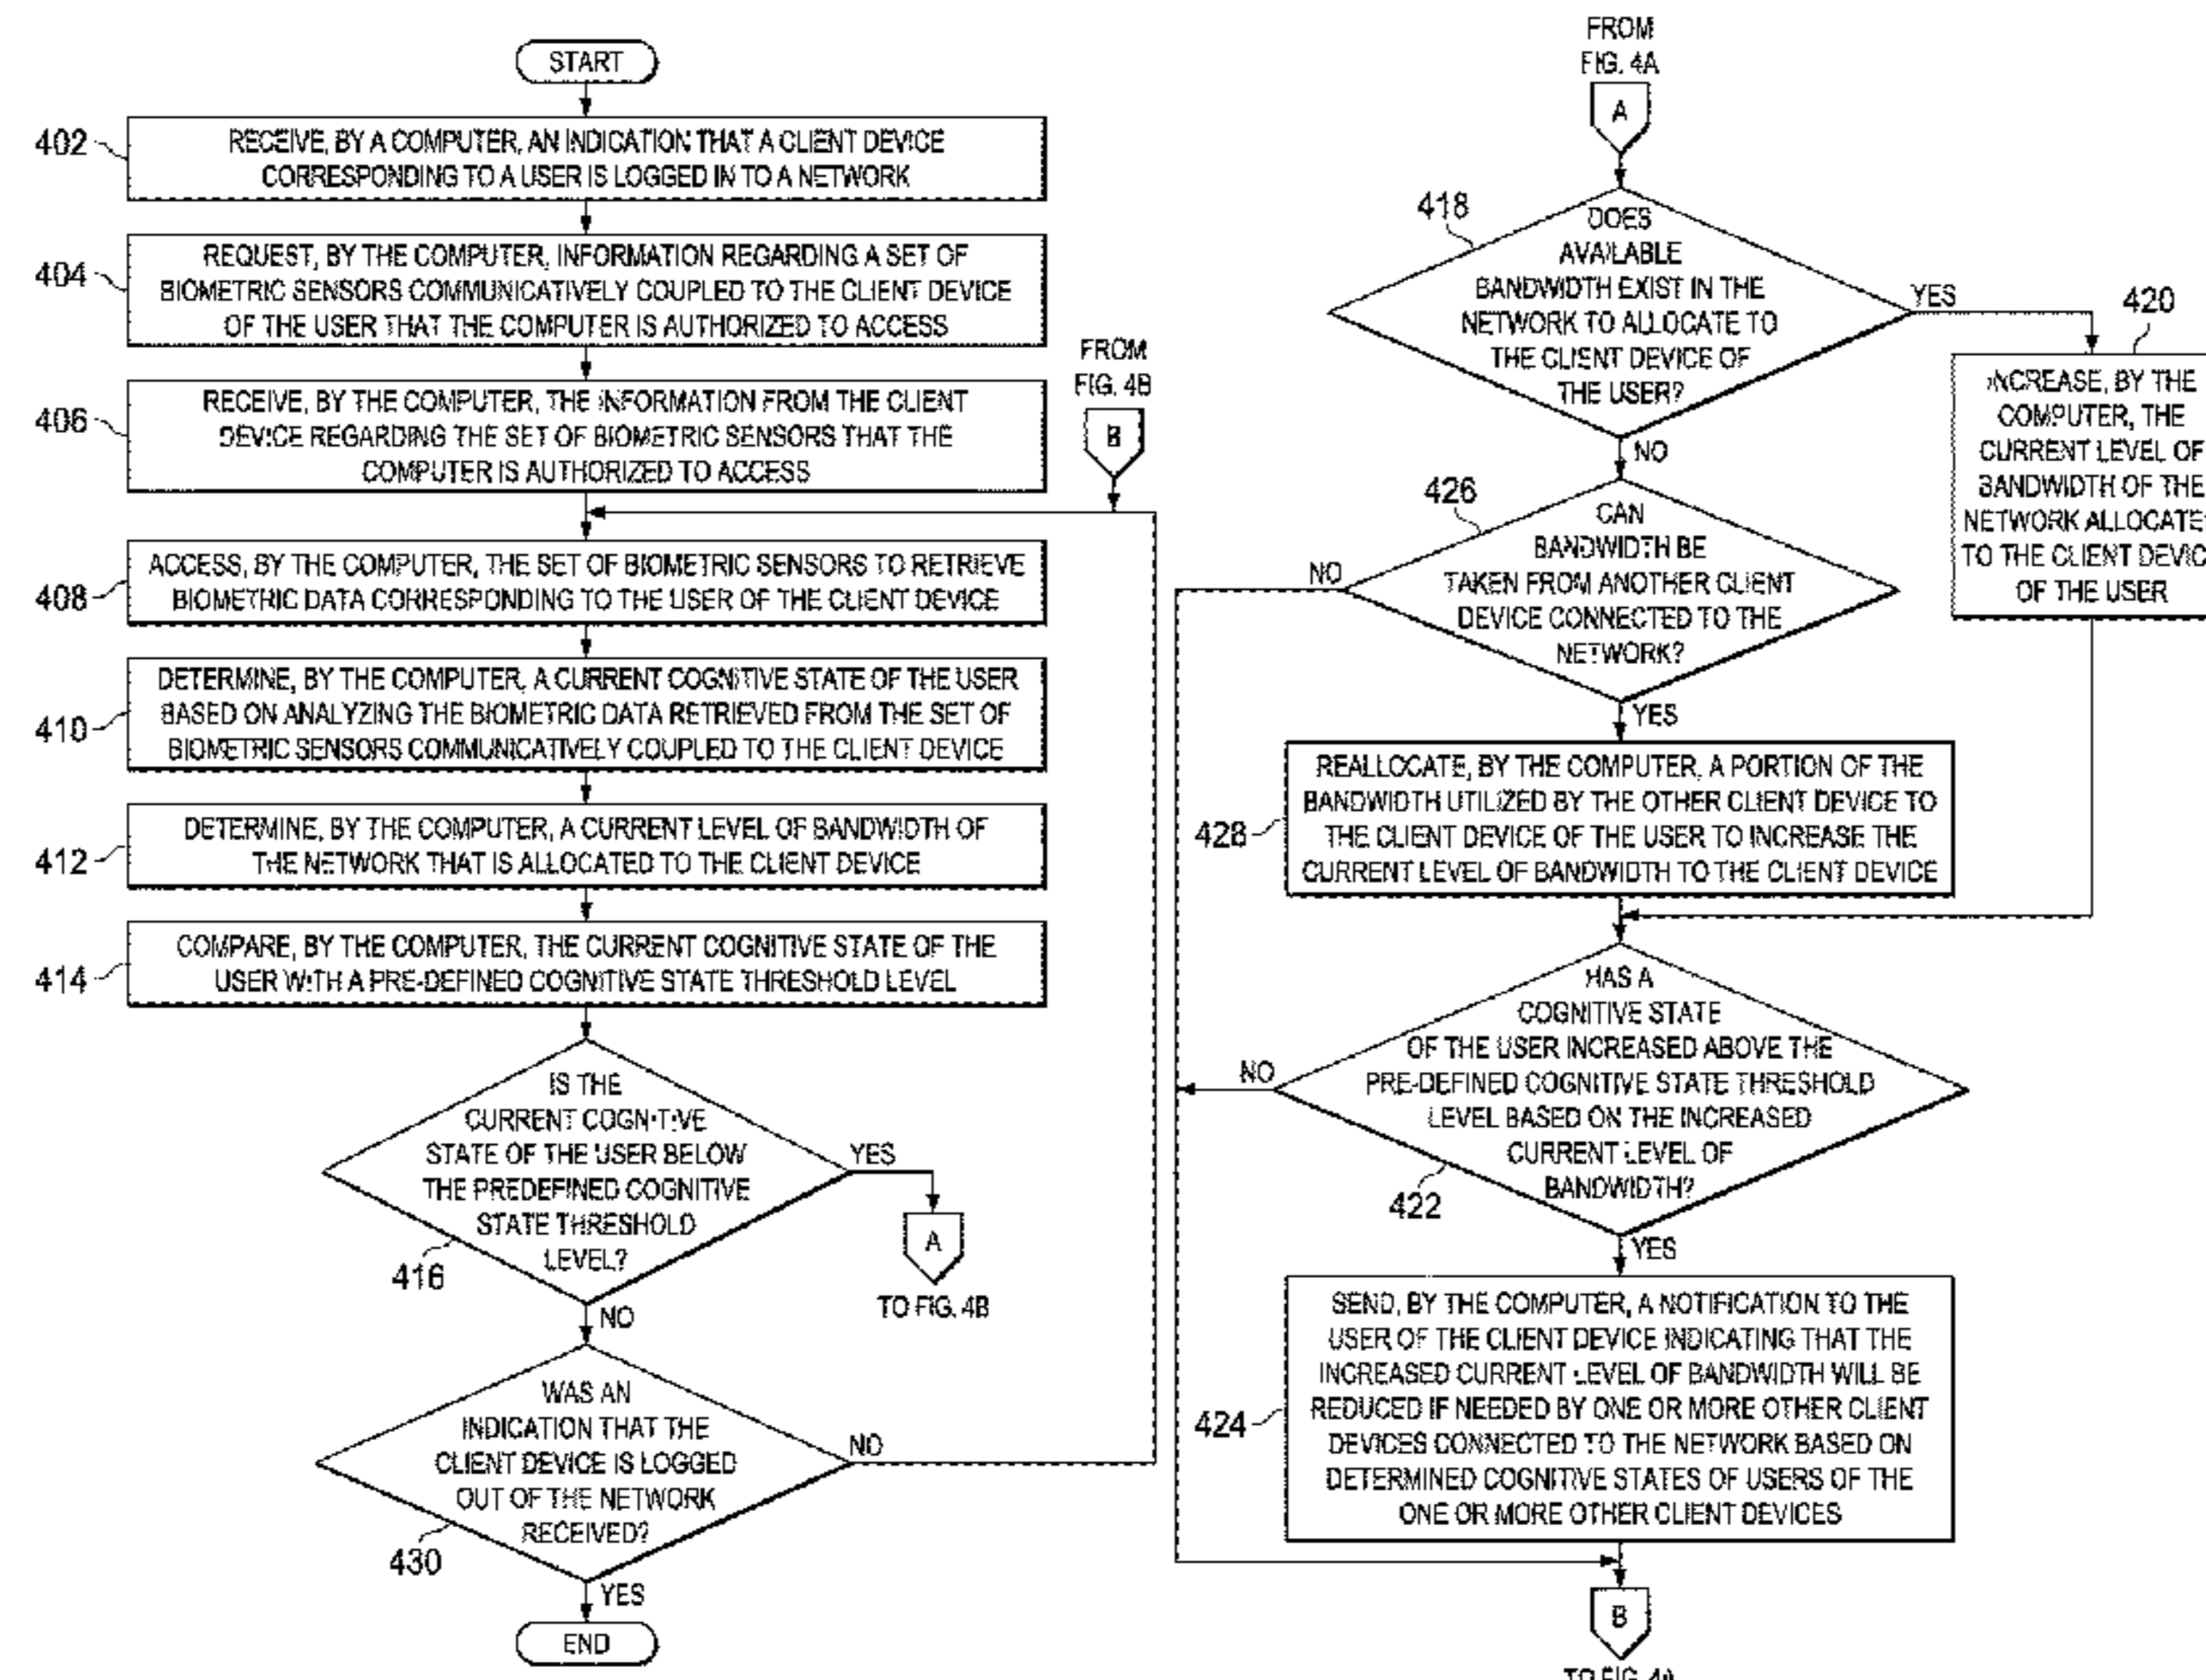 START
402
RECEIVE, BY A COMPUTER, AN INDICATION THAT A CLIENT DEVICE
CORRESPONDING TO A USER IS LOGGED IN TO A NETWORK
404
REQUEST, BY THE COMPUTER, INFORMATION REGARDING A SET OF
BIOMETRIC SENSORS COMMUNICATIVELY COUPLED TO THE CLIENT DEVICE
OF THE USER THAT THE COMPUTER IS AUTHORIZED TO ACCESS
406
RECEIVE, BY THE COMPUTER, THE INFORMATION FROM THE CLIENT
DEVICE REGARDING THE SET OF BIOMETRIC SENSORS THAT THE
COMPUTER IS AUTHORIZED TO ACCESS
FROM
FIG. 4B
B
408
ACCESS, BY THE COMPUTER, THE SET OF BIOMETRIC SENSORS TO RETRIEVE
BIOMETRIC DATA CORRESPONDING TO THE USER OF THE CLIENT DEVICE
410
DETERMINE, BY THE COMPUTER, A CURRENT COGNITIVE STATE OF THE USER
BASED ON ANALYZING THE BIOMETRIC DATA RETRIEVED FROM THE SET OF
BIOMETRIC SENSORS COMMUNICATIVELY COUPLED TO THE CLIENT DEVICE
412
DETERMINE, BY THE COMPUTER, A CURRENT LEVEL OF BANDWIDTH OF
THE NETWORK THAT IS ALLOCATED TO THE CLIENT DEVICE
414
COMPARE, BY THE COMPUTER, THE CURRENT COGNITIVE STATE OF THE
USER WITH A PRE-DEFINED COGNITIVE STATE THRESHOLD LEVEL
IS THE
CURRENT COGNITIVE
STATE OF THE USER BELOW
THE PREDEFINED COGNITIVE
STATE THRESHOLD
LEVEL?
416
YES
A
TO FIG. 4B
NO
WAS AN
INDICATION THAT THE
CLIENT DEVICE IS LOGGED
OUT OF THE NETWORK
RECEIVED?
430
NO
YES
END
FROM
FIG. 4A
A
418
DOES
AVAILABLE
BANDWIDTH EXIST IN THE
NETWORK TO ALLOCATE TO
THE CLIENT DEVICE OF
THE USER?
YES
420
INCREASE, BY THE
COMPUTER, THE
CURRENT LEVEL OF
BANDWIDTH OF THE
NETWORK ALLOCATE
TO THE CLIENT DEVIC
OF THE USER
NO
426
CAN
BANDWIDTH BE
TAKEN FROM ANOTHER CLIENT
DEVICE CONNECTED TO THE
NETWORK?
NO
YES
428
REALLOCATE, BY THE COMPUTER, A PORTION OF THE
BANDWIDTH UTILIZED BY THE OTHER CLIENT DEVICE TO
THE CLIENT DEVICE OF THE USER TO INCREASE THE
CURRENT LEVEL OF BANDWIDTH TO THE CLIENT DEVICE
HAS A
COGNITIVE STATE
OF THE USER INCREASED ABOVE THE
PRE-DEFINED COGNITIVE STATE THRESHOLD
LEVEL BASED ON THE INCREASED
CURRENT LEVEL OF
BANDWIDTH?
NO
422
YES
424
SEND, BY THE COMPUTER, A NOTIFICATION TO THE
USER OF THE CLIENT DEVICE INDICATING THAT THE
INCREASED CURRENT LEVEL OF BANDWIDTH WILL BE
REDUCED IF NEEDED BY ONE OR MORE OTHER CLIENT
DEVICES CONNECTED TO THE NETWORK BASED ON
DETERMINED COGNITIVE STATES OF USERS OF THE
ONE OR MORE OTHER CLIENT DEVICES
B
TO FIG. 4A